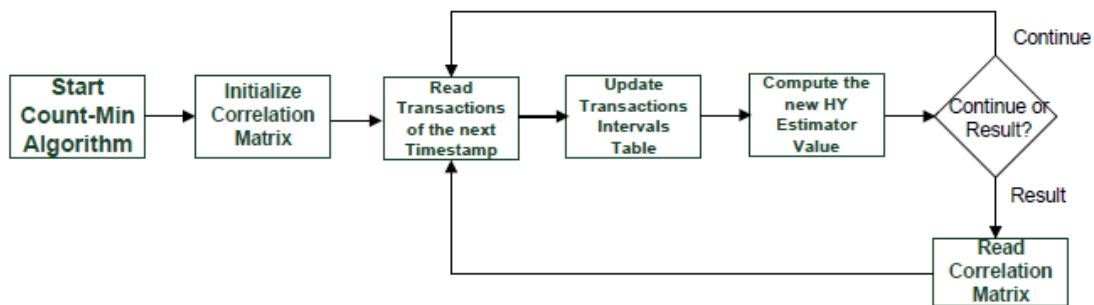 Start
Count-Min
Algorithm
Initialize
Correlation
Matrix
Read
Transactions
of the next
Timestamp
Update
Transactions
Intervals
Table
Compute the
new HY
Estimator
Value
Continue or
Result?
Continue
Result
Read
Correlation
Matrix